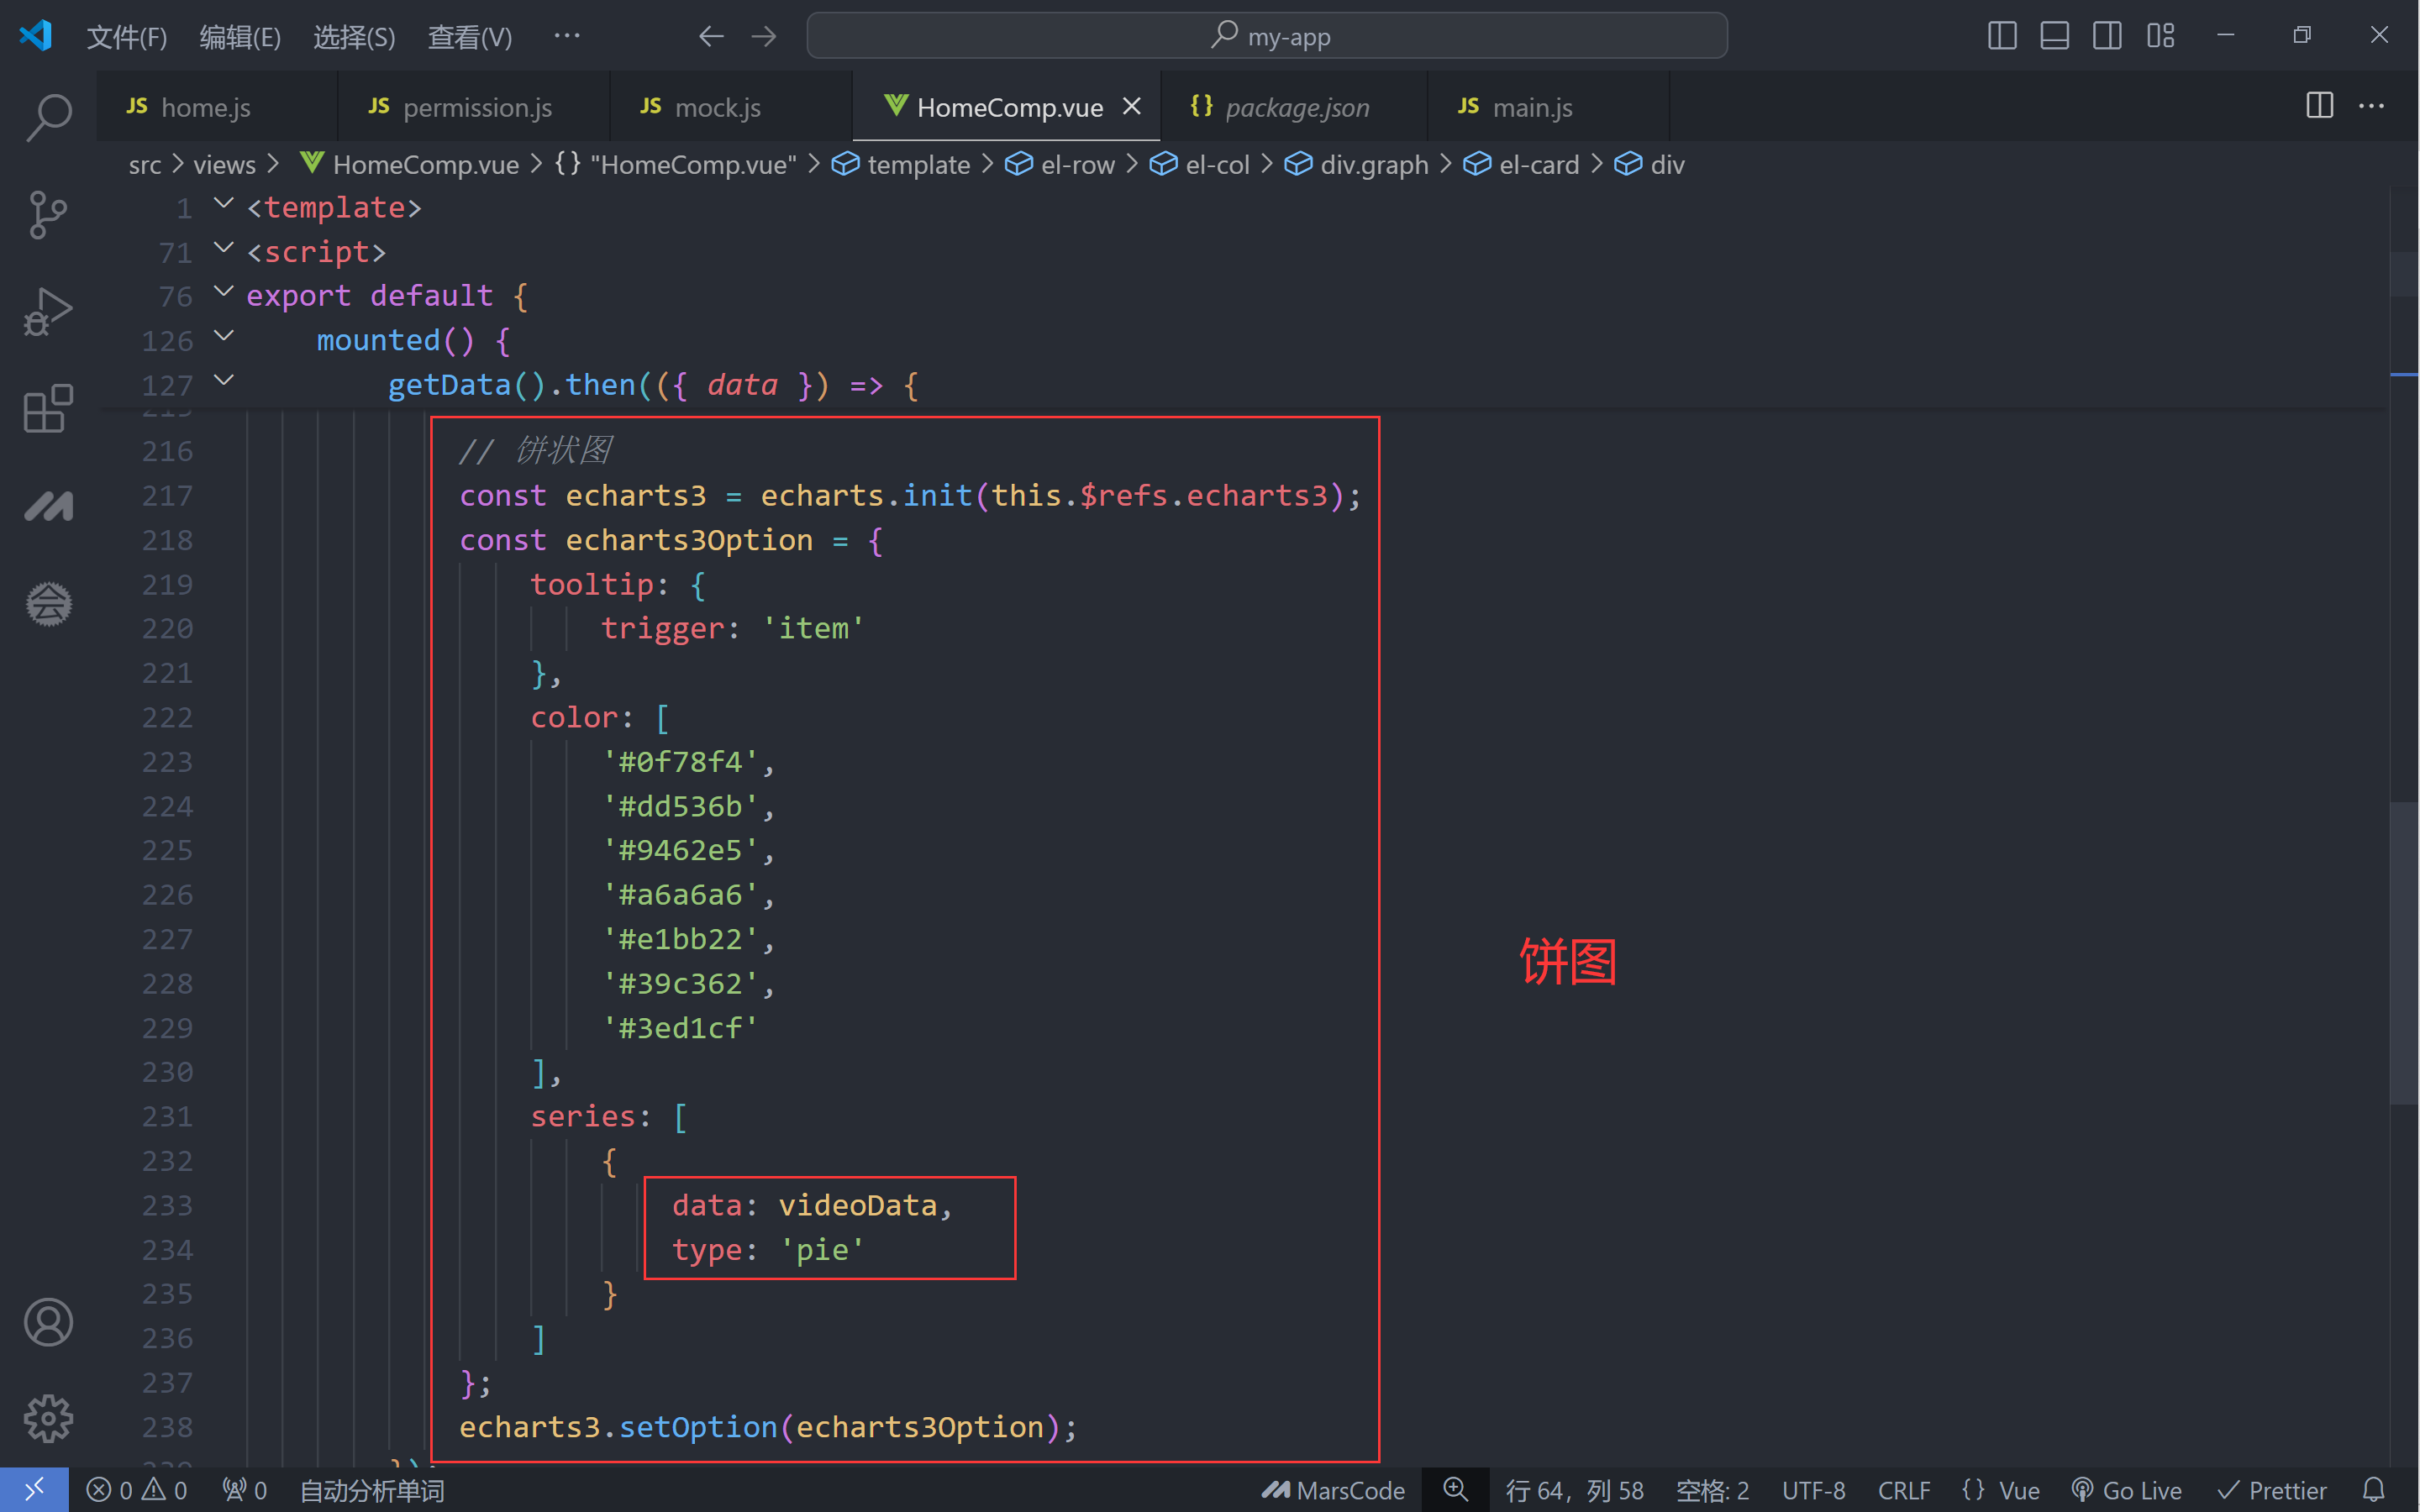 文件(F) 编辑(E) 选择(S) 查看(V) ··· my-app
JS home.js JS permission.js JS mock.js HomeComp.vue {} package.json JS main.js
src > views > HomeComp.vue > {} "HomeComp.vue" > template > el-row > el-col > div.graph > el-card > div
1 <template>
71 <script>
76 export default {
126 mounted() {
127 getData().then(({ data }) => {
216 // 饼状图
217 const echarts3 = echarts.init(this.$refs.echarts3);
218 const echarts3Option = {
219 tooltip: {
220 trigger: 'item'
221 },
222 color: [
223 '#0f78f4',
224 '#dd536b',
225 '#9462e5',
226 '#a6a6a6',
227 '#e1bb22',
228 '#39c362',
229 '#3ed1cf'
230 ],
231 series: [
232 {
233 data: videoData,
234 type: 'pie'
235 }
236 ]
237 };
238 echarts3.setOption(echarts3Option);
饼图
会
0 0 0 自动分析单词 MarsCode 行 64，列 58 空格: 2 UTF-8 CRLF {} Vue Go Live Prettier